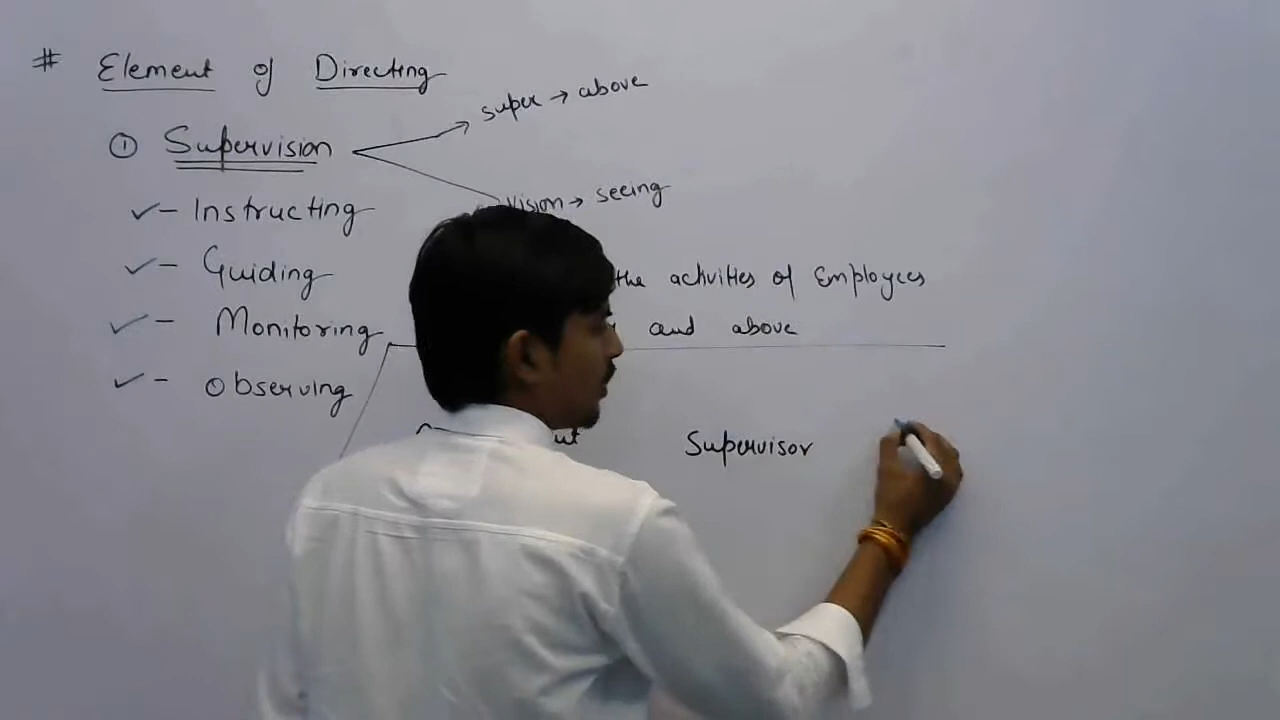 # Element of Directing
① Supervision
super → above
vision → seeing
✓ - Instructing
✓ - Guiding
✓ - Monitoring
✓ - Observing
the activities of Employees
and above
Supervisor